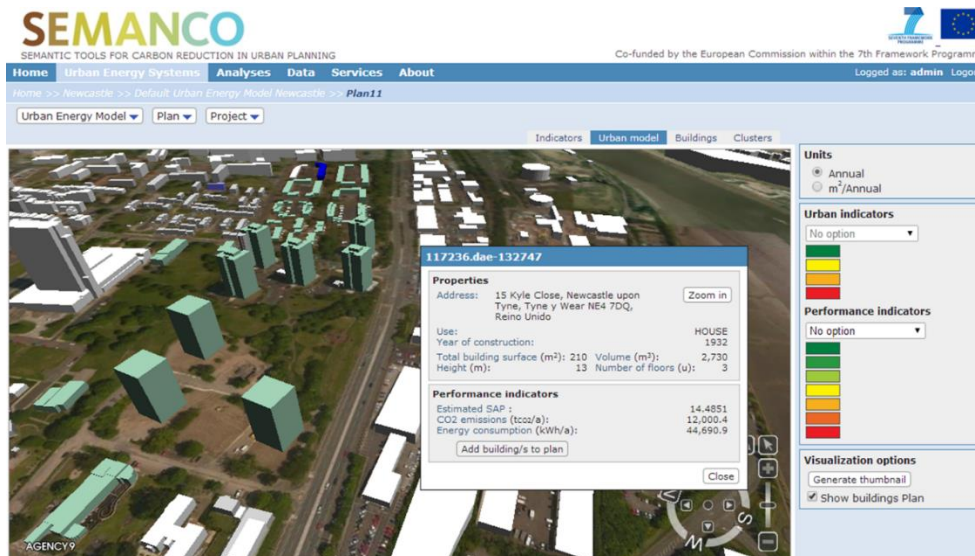 SEMANCO
SEMANTIC TOOLS FOR CARBON REDUCTION IN URBAN PLANNING
7
SEVENTH FRAMEWORK
PROGRAMME
Co-funded by the European Commission within the 7th Framework Programm
Home Urban Energy Systems Analyses Data Services About
Logged as: admin Logou
Home >> Newcastle >> Default Urban Energy Model Newcastle >> Plan11
Urban Energy Model Plan Project
Indicators Urban model Buildings Clusters
117236.dae-132747
Properties
Address: 15 Kyle Close, Newcastle upon
Tyne, Tyne y Wear NE4 7DQ,
Reino Unido
Zoom in
Use: HOUSE
Year of construction: 1932
Total building surface (m²): 210 Volume (m³): 2,730
Height (m): 13 Number of floors (u): 3
Performance indicators
Estimated SAP : 14.4851
CO2 emissions (tco2/a): 12,000.4
Energy consumption (kWh/a): 44,690.9
Add building/s to plan
Close
S
W
AGENCY9
Units
Annual
m²/Annual
Urban indicators
No option
Performance indicators
No option
Visualization options
Generate thumbnail
Show buildings Plan